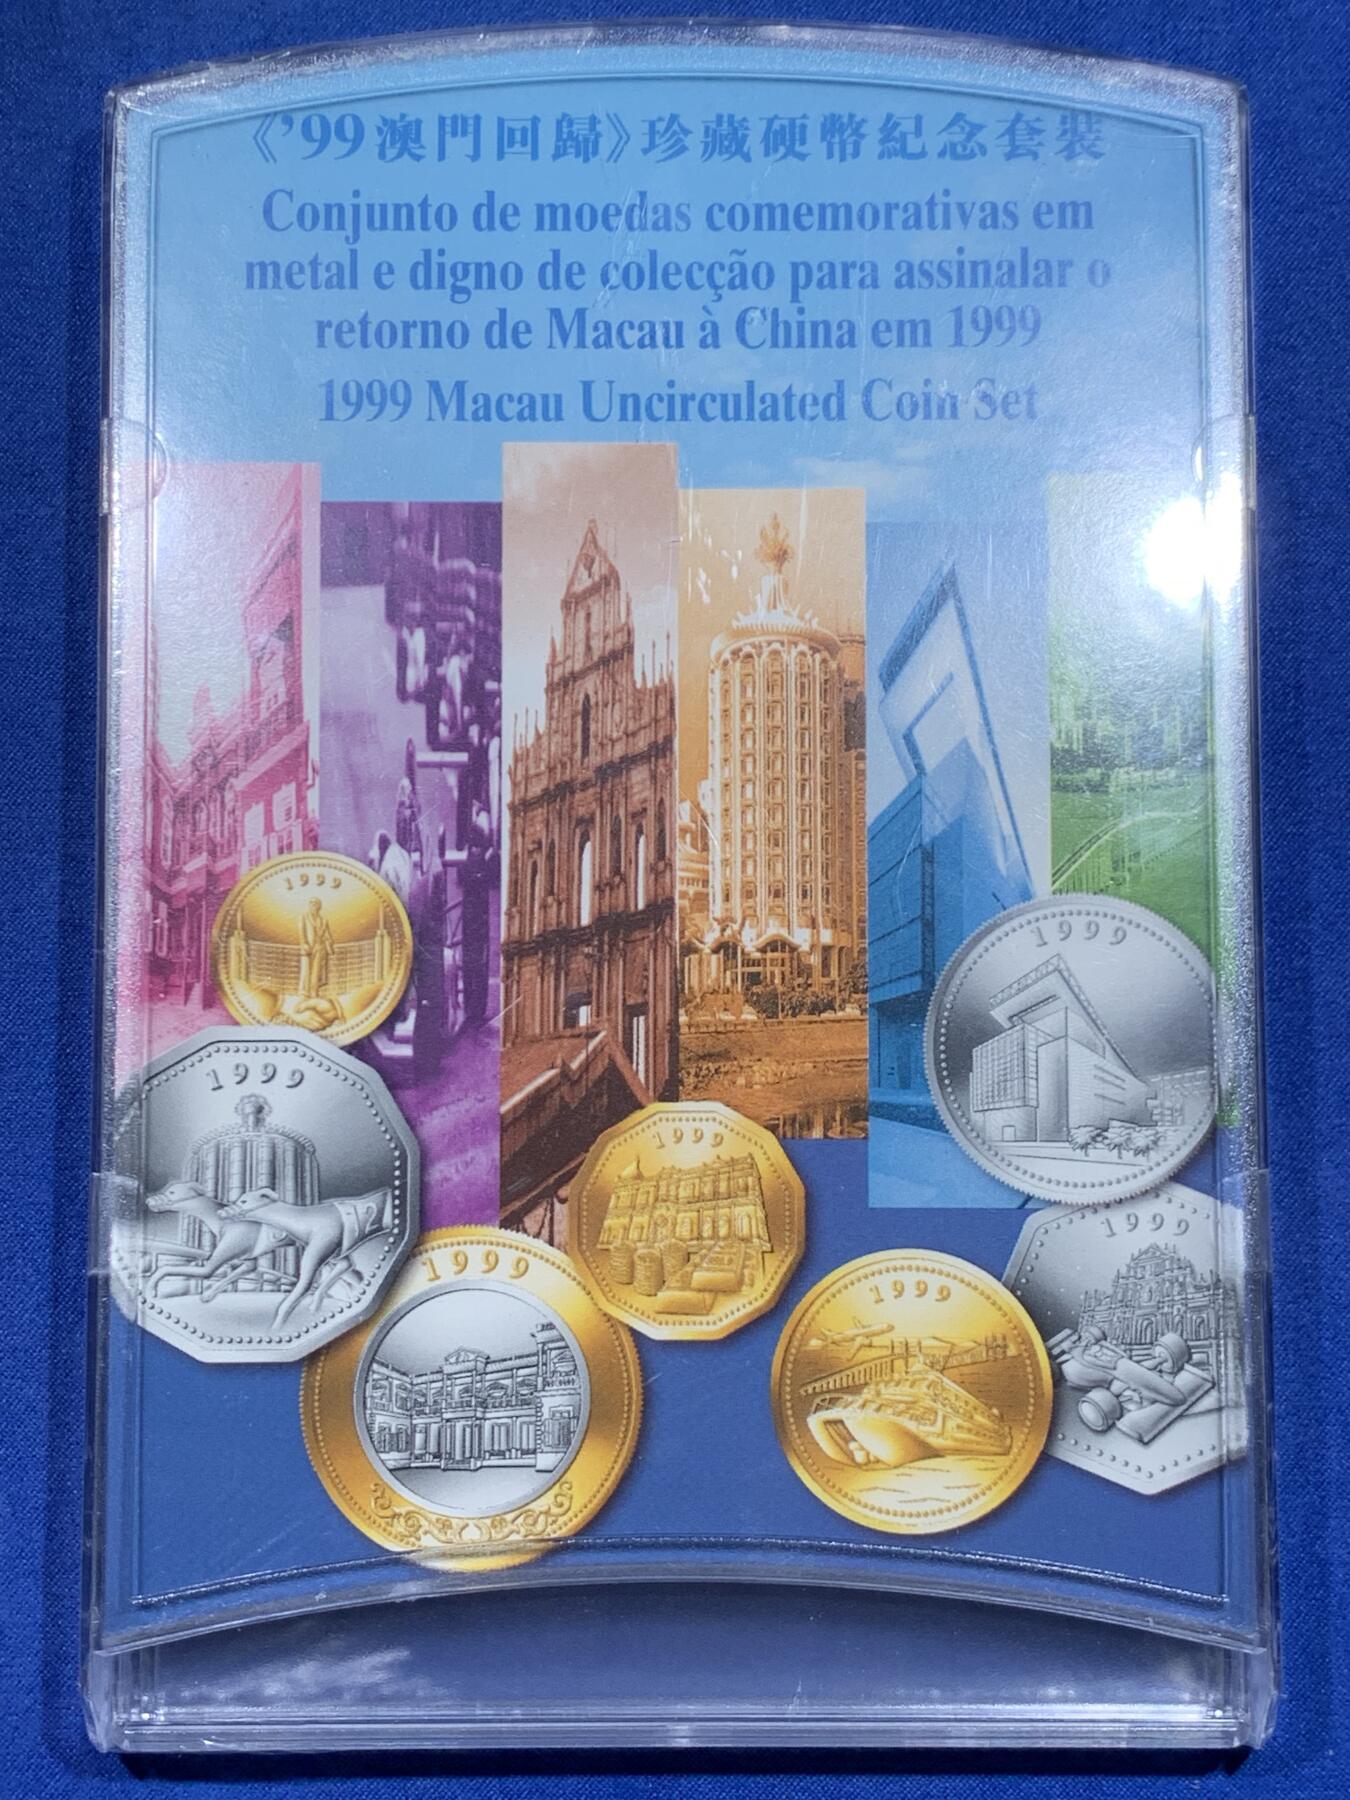 《’99澳門回歸》珍藏硬幣紀念套裝
Conjunto de moedas comemorativas em
metal e digno de colecção para assinalar o
retorno de Macau à China em 1999
1999 Macau Uncirculated Coin Set
1999
1999
1999
1999
1999
1999
1999